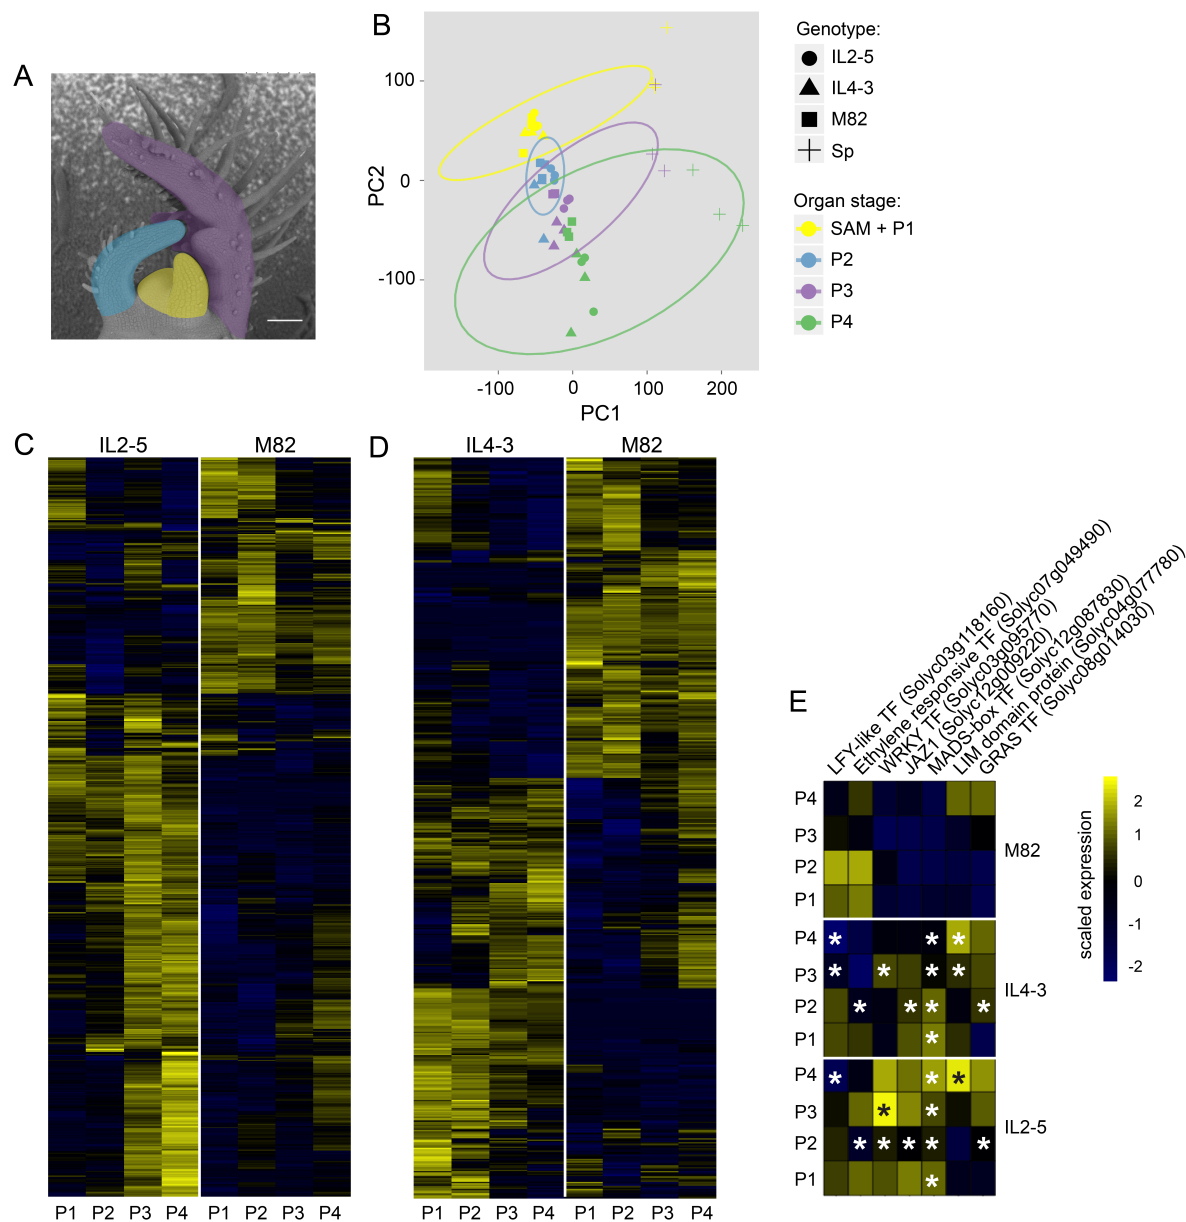 A
B
100
0
-100
PC2
-100
0
100
200
PC1
Genotype:
IL2-5
IL4-3
M82
Sp
Organ stage:
SAM + P1
P2
P3
P4
C
IL2-5
M82
P1
P2
P3
P4
P1
P2
P3
P4
D
IL4-3
M82
P1
P2
P3
P4
P1
P2
P3
P4
E
LFY-like TF (Solyc03g118160)
Ethylene responsive TF (Solyc07g049490)
WRKY TF (Solyc03g095770)
JAZ1 (Solyc12g009220)
MADS-box TF (Solyc12g087830)
LIM domain protein (Solyc04g077780)
GRAS TF (Solyc08g014030)
P4
P3
P2
P1
M82
P4
* * *
P3
* * * *
P2
* * * *
P1
*
IL4-3
P4
* * *
P3
* *
P2
* * * * *
P1
*
IL2-5
scaled expression
2
1
0
-1
-2